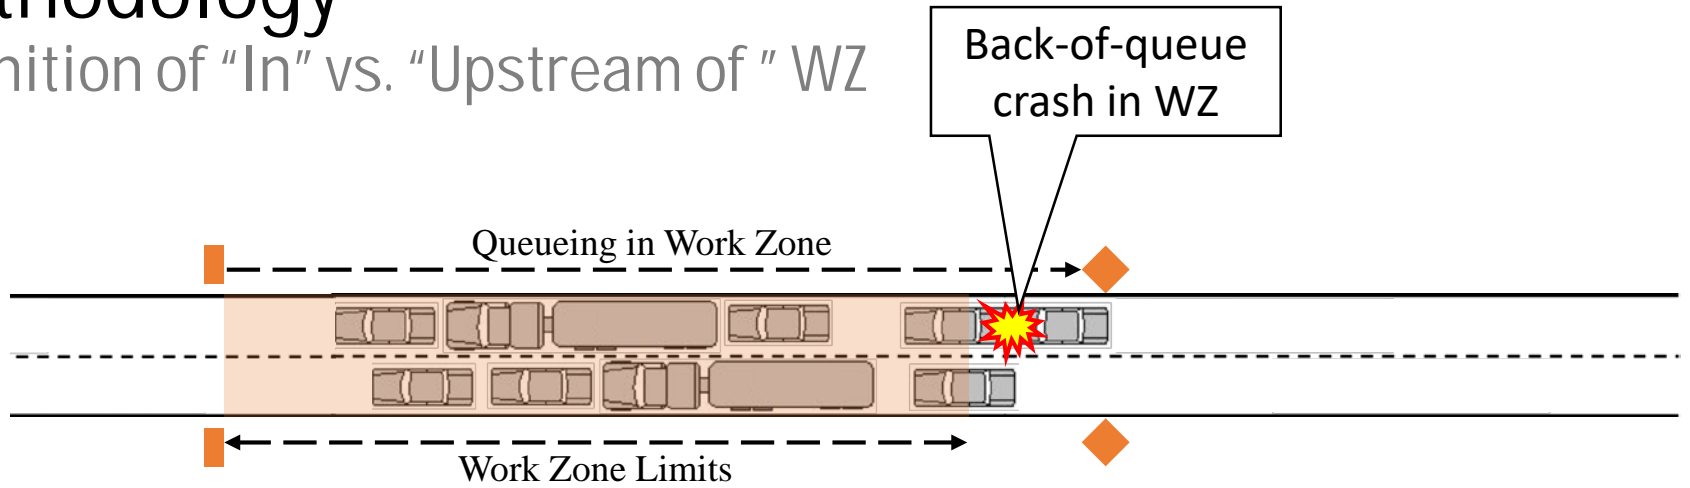 nition of "In" vs. "Upstream of " WZ
Back-of-queue
crash in WZ
Queueing in Work Zone
Work Zone Limits